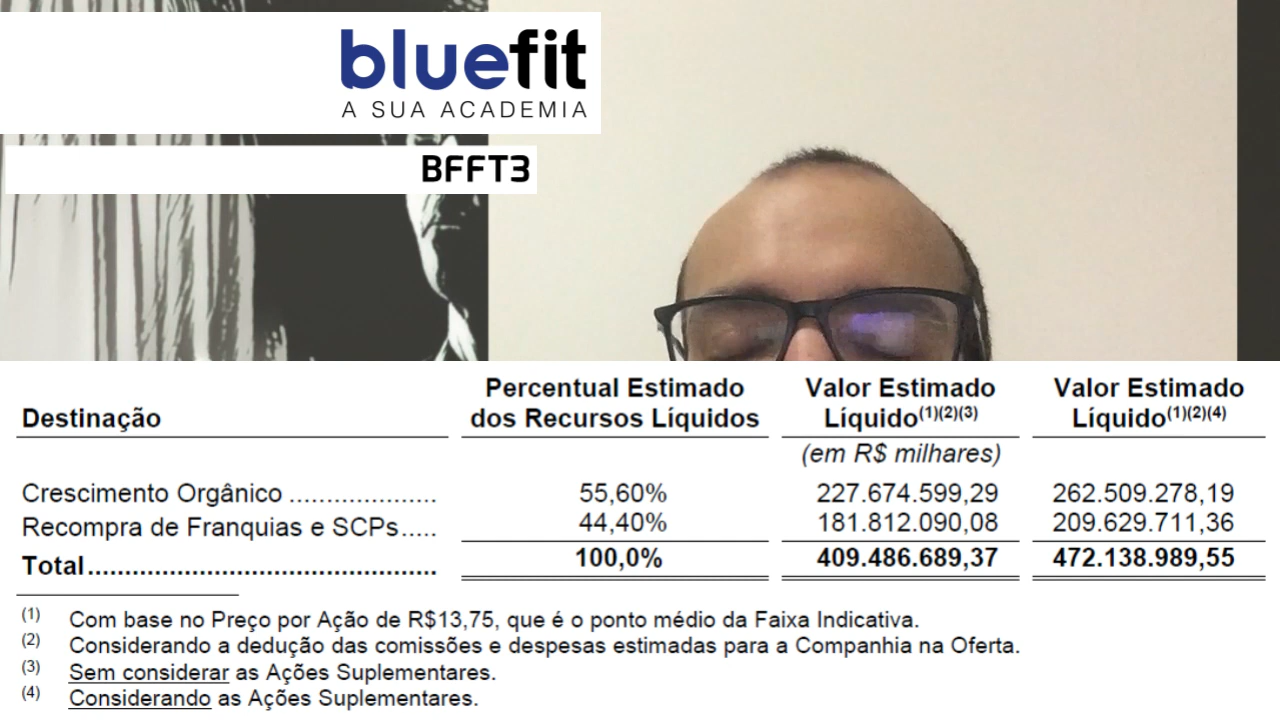 bluefit
A SUA ACADEMIA
BFFT3
Destinação Percentual Estimado dos Recursos Líquidos Valor Estimado Líquido(1)(2)(3) Valor Estimado Líquido(1)(2)(4)
(em R$ milhares)
Crescimento Orgânico .................... 55,60% 227.674.599,29 262.509.278,19
Recompra de Franquias e SCPs..... 44,40% 181.812.090,08 209.629.711,36
Total.............................................. 100,0% 409.486.689,37 472.138.989,55
(1) Com base no Preço por Ação de R$13,75, que é o ponto médio da Faixa Indicativa.
(2) Considerando a dedução das comissões e despesas estimadas para a Companhia na Oferta.
(3) Sem considerar as Ações Suplementares.
(4) Considerando as Ações Suplementares.